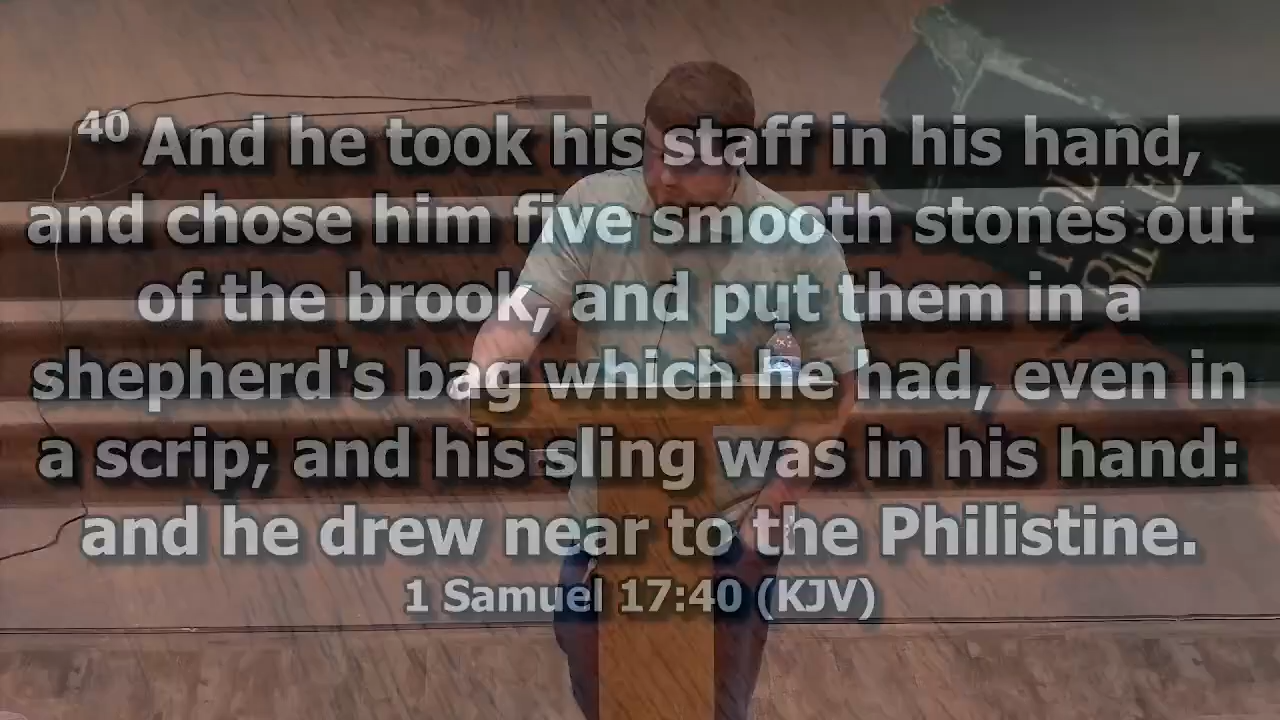 40 And he took his staff in his hand,
and chose him five smooth stones out
of the brook, and put them in a
shepherd's bag which he had, even in
a scrip; and his sling was in his hand:
and he drew near to the Philistine.
1 Samuel 17:40 (KJV)